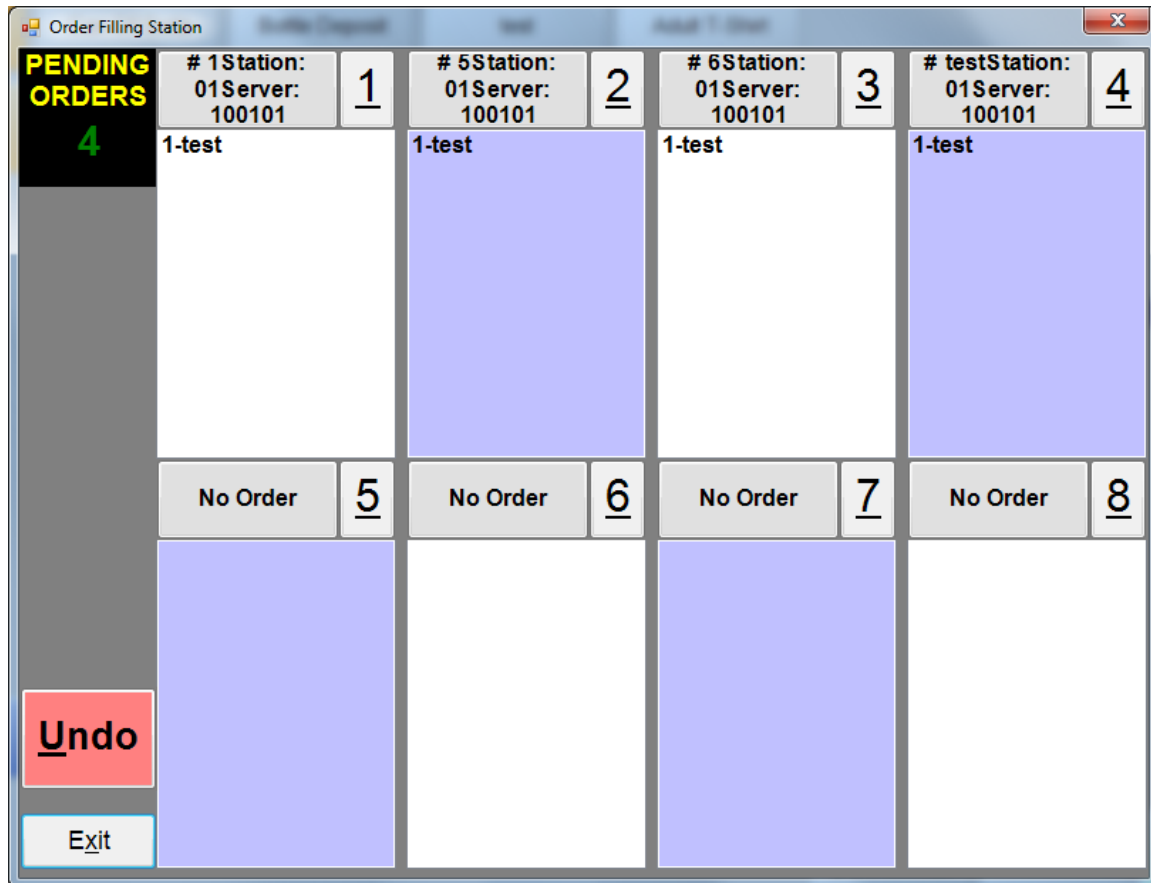 Order Filling Station
PENDING
ORDERS
4
# 1Station:
01Server:
100101
1
# 5Station:
01Server:
100101
2
# 6Station:
01Server:
100101
3
# testStation:
01Server:
100101
4
1-test
1-test
1-test
1-test
No Order
5
No Order
6
No Order
7
No Order
8
Undo
Exit